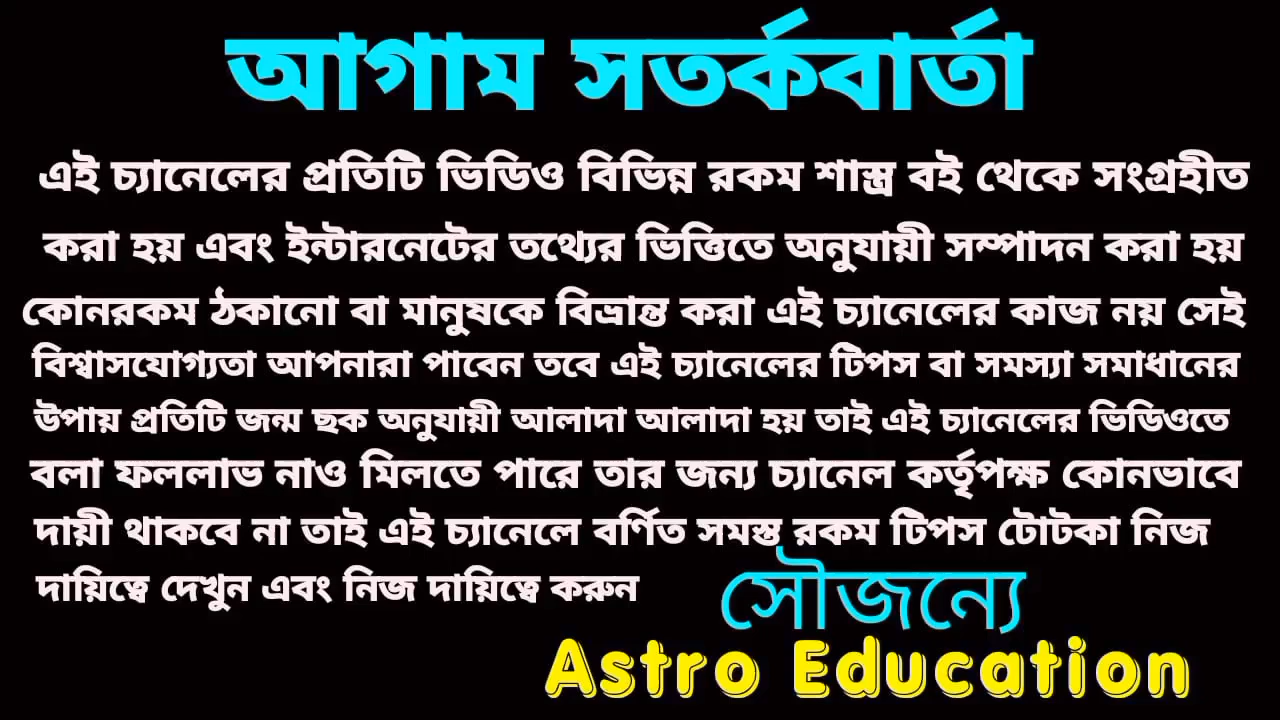 আগাম সতর্কবার্তা
এই চ্যানেলের প্রতিটি ভিডিও বিভিন্ন রকম শাস্ত্র বই থেকে সংগ্রহীত
করা হয় এবং ইন্টারনেটের তথ্যের ভিত্তিতে অনুযায়ী সম্পাদন করা হয়
কোনরকম ঠকানো বা মানুষকে বিভ্রান্ত করা এই চ্যানেলের কাজ নয় সেই
বিশ্বাসযোগ্যতা আপনারা পাবেন তবে এই চ্যানেলের টিপস বা সমস্যা সমাধানের
উপায় প্রতিটি জন্ম ছক অনুযায়ী আলাদা আলাদা হয় তাই এই চ্যানেলের ভিডিওতে
বলা ফললাভ নাও মিলতে পারে তার জন্য চ্যানেল কর্তৃপক্ষ কোনভাবে
দায়ী থাকবে না তাই এই চ্যানেলে বর্ণিত সমস্ত রকম টিপস টোটকা নিজ
দায়িত্বে দেখুন এবং নিজ দায়িত্বে করুন
সৌজন্যে
Astro Education